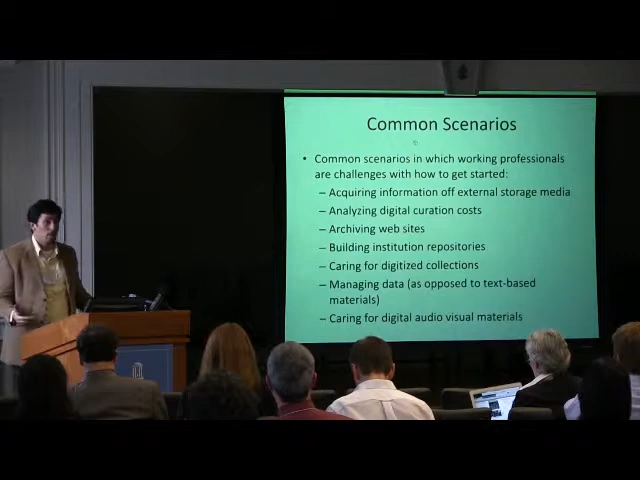 Common Scenarios
• Common scenarios in which working professionals
are challenges with how to get started:
– Acquiring information off external storage media
– Analyzing digital curation costs
– Archiving web sites
– Building institution repositories
– Caring for digitized collections
– Managing data (as opposed to text-based
materials)
– Caring for digital audio visual materials